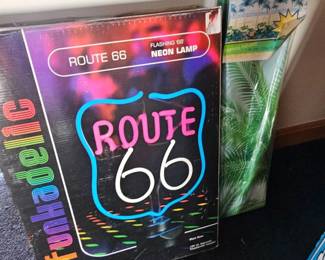 ROUTE 66
FLASHING '66'
NEON LAMP
funkadelic
ROUTE
66